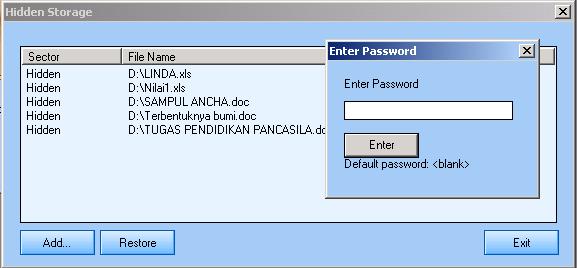 Hidden Storage
Sector File Name
Hidden D:\LINDA.xls
Hidden D:\Nilai1.xls
Hidden D:\SAMPUL ANCHA.doc
Hidden D:\Terbentuknya bumi.doc
Hidden D:\TUGAS PENDIDIKAN PANCASILA.do
Enter Password
Enter Password
Enter
Default password: <blank>
Add... Restore Exit